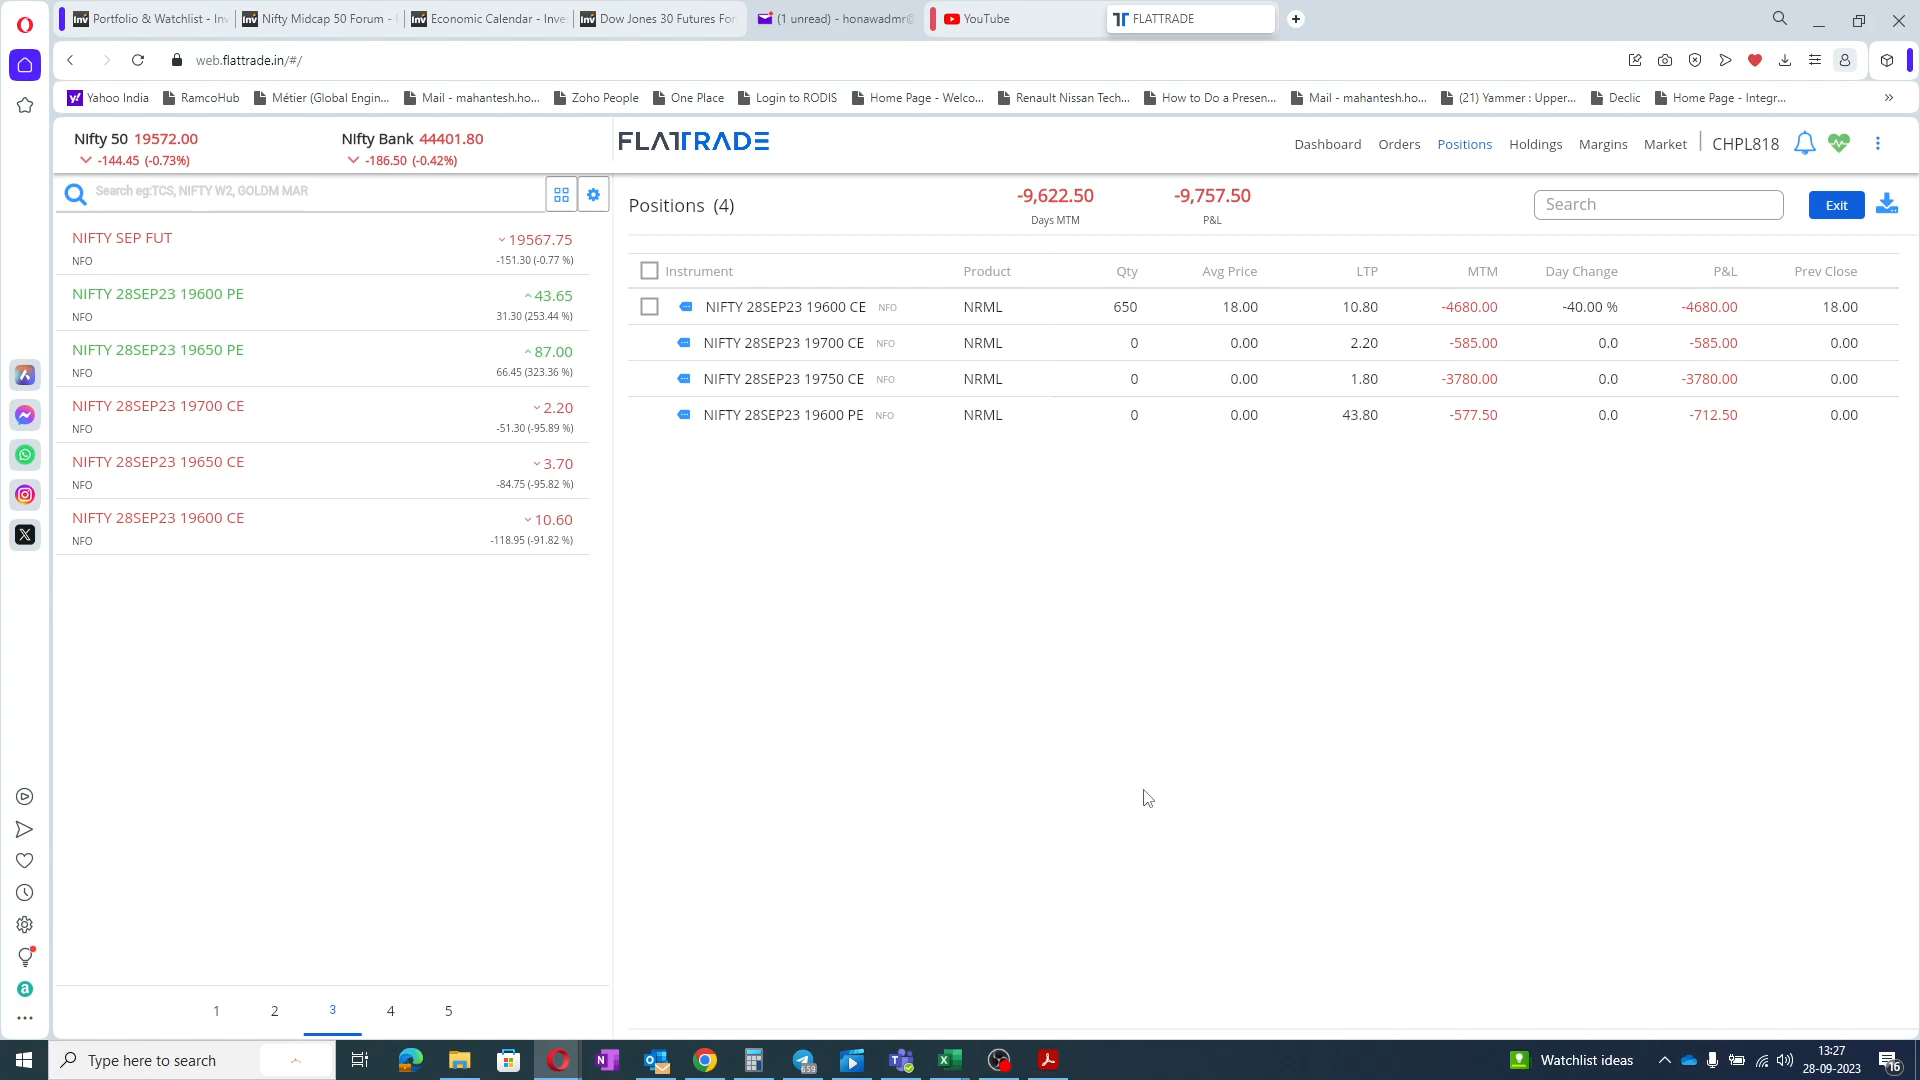 Portfolio & Watchlist - Inv
Nifty Midcap 50 Forum - I
Economic Calendar - Inve
Dow Jones 30 Futures For
(1 unread) - honawadmr@
YouTube
FLATTRADE
web.flattrade.in/#/
Yahoo India
RamcoHub
Métier (Global Engin...
Mail - mahantesh.ho...
Zoho People
One Place
Login to RODIS
Home Page - Welco...
Renault Nissan Tech...
How to Do a Presen...
Mail - mahantesh.ho...
(21) Yammer : Upper...
Declic
Home Page - Integr...
»
Nifty 50 19572.00
-144.45 (-0.73%)
Nifty Bank 44401.80
-186.50 (-0.42%)
FLATTRADE
Dashboard
Orders
Positions
Holdings
Margins
Market
CHPL818
Search eg:TCS, NIFTY W2, GOLDM MAR
NIFTY SEP FUT 19567.75
NFO -151.30 (-0.77 %)
NIFTY 28SEP23 19600 PE 43.65
NFO 31.30 (253.44 %)
NIFTY 28SEP23 19650 PE 87.00
NFO 66.45 (323.36 %)
NIFTY 28SEP23 19700 CE 2.20
NFO -51.30 (-95.89 %)
NIFTY 28SEP23 19650 CE 3.70
NFO -84.75 (-95.82 %)
NIFTY 28SEP23 19600 CE 10.60
NFO -118.95 (-91.82 %)
1 2 3 4 5
Positions (4)
-9,622.50
Days MTM
-9,757.50
P&L
Search
Exit
Instrument Product Qty Avg Price LTP MTM Day Change P&L Prev Close
NIFTY 28SEP23 19600 CE NFO NRML 650 18.00 10.80 -4680.00 -40.00 % -4680.00 18.00
NIFTY 28SEP23 19700 CE NFO NRML 0 0.00 2.20 -585.00 0.0 -585.00 0.00
NIFTY 28SEP23 19750 CE NFO NRML 0 0.00 1.80 -3780.00 0.0 -3780.00 0.00
NIFTY 28SEP23 19600 PE NFO NRML 0 0.00 43.80 -577.50 0.0 -712.50 0.00
Type here to search
659
Watchlist ideas
13:27
28-09-2023
16